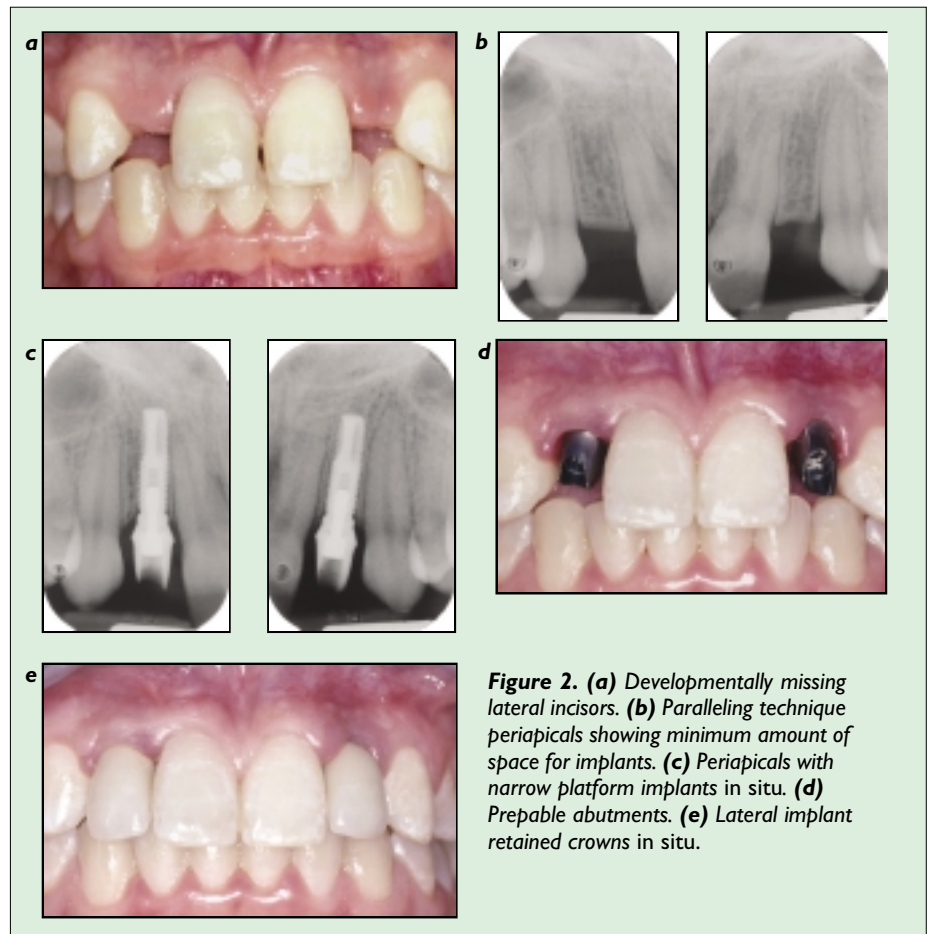 a
b
c
d
e
Figure 2. (a) Developmentally missing
lateral incisors. (b) Paralleling technique
periapicals showing minimum amount of
space for implants. (c) Periapicals with
narrow platform implants in situ. (d)
Prepable abutments. (e) Lateral implant
retained crowns in situ.